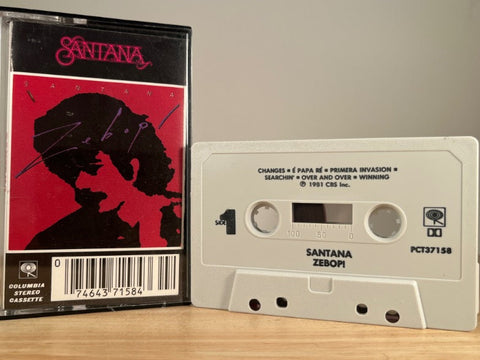 SANTANA
SANTANA
Zebop!
0
74643 71584
COLUMBIA
STEREO
CASSETTE
CHANGES • É PAPA RÉ • PRIMERA INVASION •
SEARCHIN' • OVER AND OVER • WINNING
Ⓟ 1981 CBS Inc.
SIDE 1
100 50 0
PCT37158
SANTANA
ZEBOP!